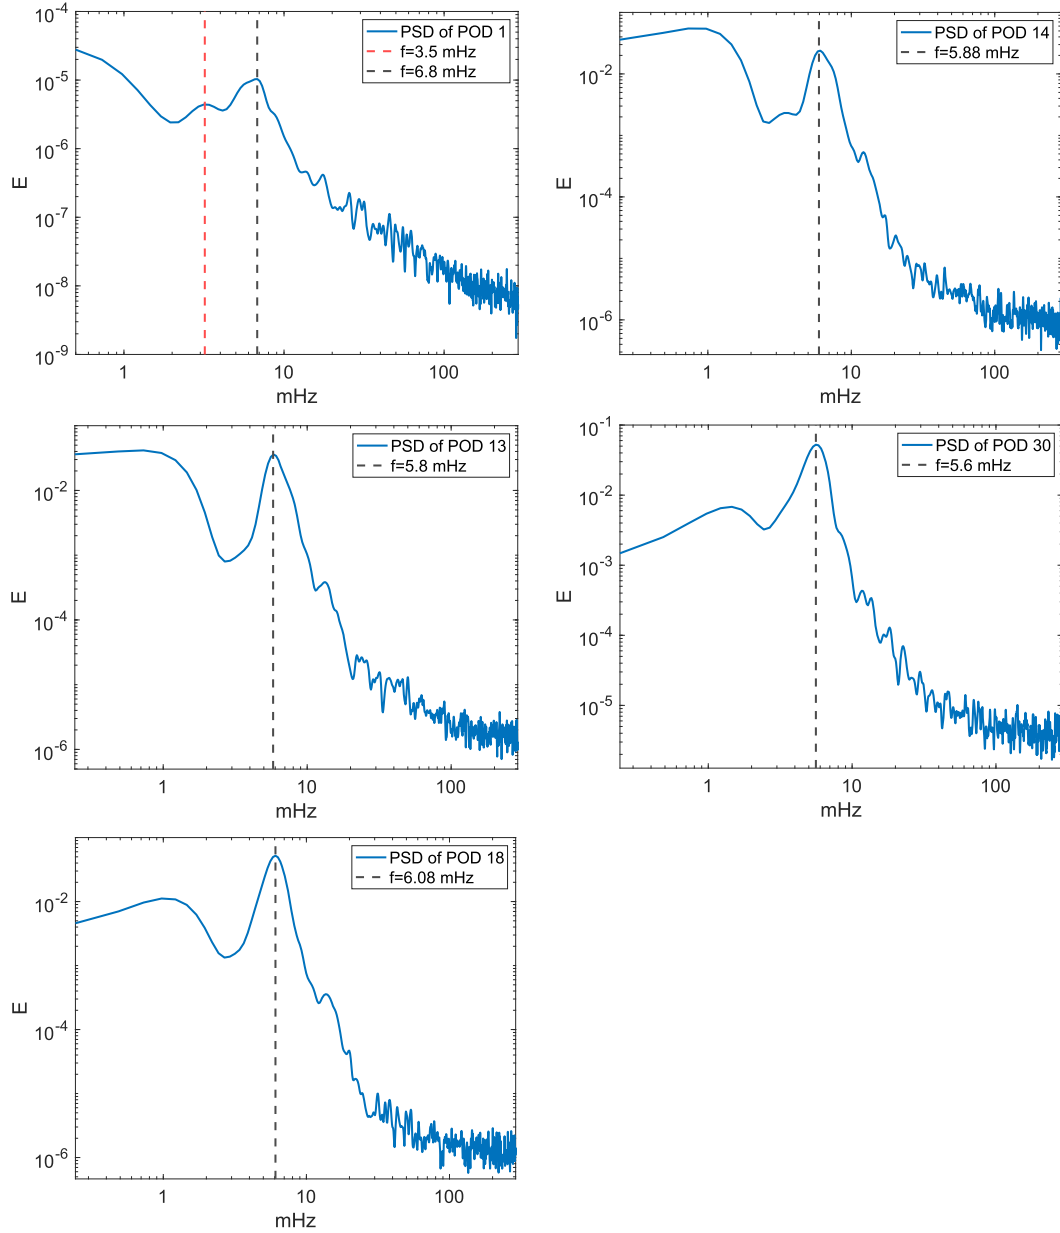 PSD of POD 1
f=3.5 mHz
f=6.8 mHz
10-4
10-5
10-6
10-7
10-8
10-9
E
1 10 100
mHz
PSD of POD 14
f=5.88 mHz
10-2
10-4
10-6
E
1 10 100
mHz
PSD of POD 13
f=5.8 mHz
10-2
10-4
10-6
E
1 10 100
mHz
PSD of POD 30
f=5.6 mHz
10-1
10-2
10-3
10-4
10-5
E
1 10 100
mHz
PSD of POD 18
f=6.08 mHz
10-2
10-4
10-6
E
1 10 100
mHz